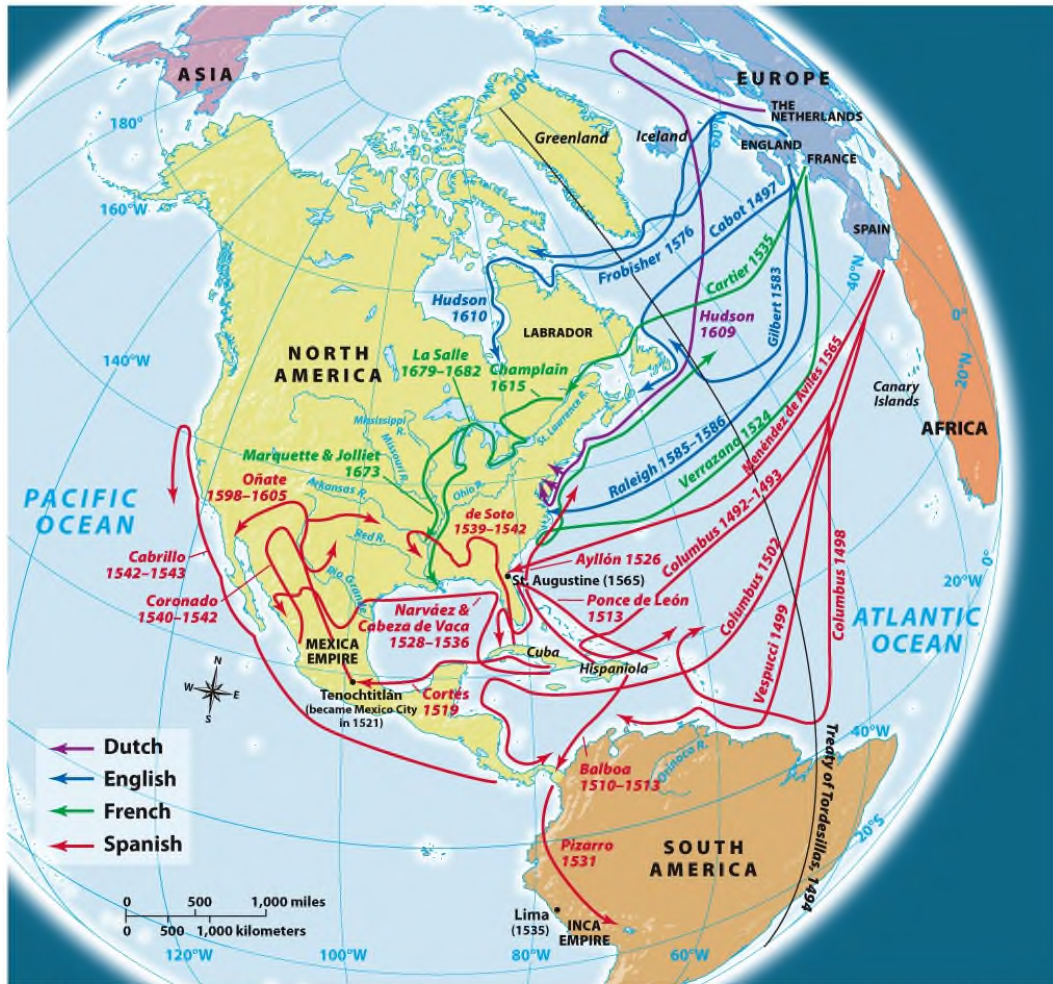 ASIA
EUROPE
THE
NETHERLANDS
80°N
180°
Greenland
Iceland
60°N
ENGLAND
FRANCE
160°W
Cabot 1497
SPAIN
Frobisher 1576
Cartier 1535
40°N
Hudson
1610
Gilbert 1583
0°
LABRADOR
Hudson
1609
140°W
NORTH
AMERICA
La Salle
1679–1682
Champlain
1615
20°N
Canary
Islands
St. Laurence R.
Mississippi
R.
Missouri R.
AFRICA
Menéndez de Aviles 1565
Verrazano 1524
Raleigh 1585–1586
Marquette & Jolliet
1673
Ohio R.
Oñate
1598–1605
Arkansas R.
PACIFIC
OCEAN
de Soto
1539–1542
Columbus 1492–1493
Red R.
Cabrillo
1542–1543
Ayllón 1526
St. Augustine (1565)
Columbus 1502
Columbus 1498
0°
20°W
Coronado
1540–1542
Rio Grande
Narváez &
Cabeza de Vaca
1528–1536
Ponce de León
1513
ATLANTIC
OCEAN
MEXICA
EMPIRE
Cuba
Hispaniola
Vespucci 1499
N
W
E
S
Tenochtitlán
(became Mexico City
in 1521)
Cortés
1519
40°W
Treaty of Tordesillas, 1494
Dutch
English
French
Spanish
Balboa
1510–1513
Orinoco R.
20°S
Pizarro
1531
SOUTH
AMERICA
0 500 1,000 miles
0 500 1,000 kilometers
Lima
(1535)
INCA
EMPIRE
120°W
100°W
80°W
60°W